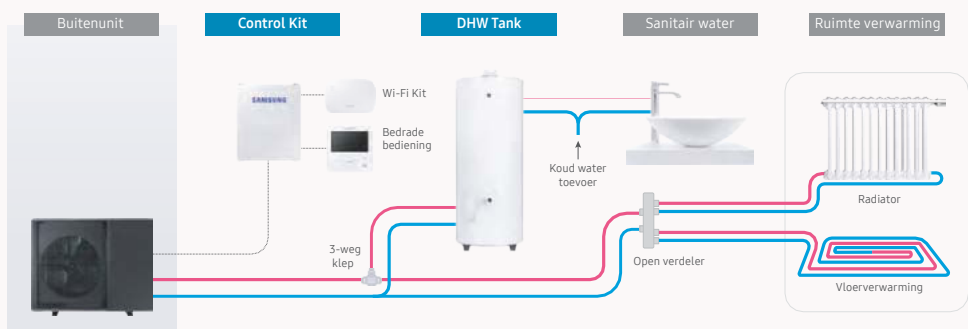 Buitenunit
Control Kit
DHW Tank
Sanitair water
Ruimte verwarming
SAMSUNG
Wi-Fi Kit
Bedrade
bediening
Koud water
toevoer
Radiator
3-weg
klep
Open verdeler
Vloerverwarming